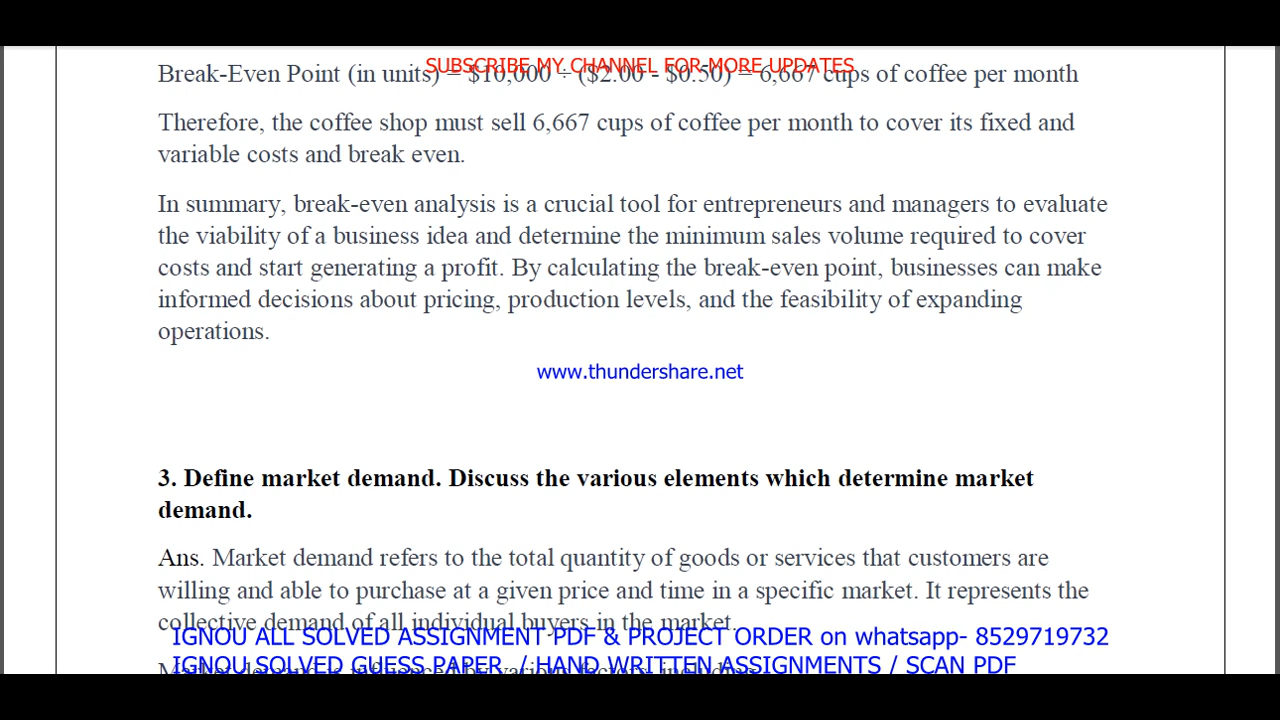 SUBSCRIBE MY CHANNEL FOR MORE UPDATES
Break-Even Point (in units) = $10,000 ÷ ($2.00 - $0.50) = 6,667 cups of coffee per month
Therefore, the coffee shop must sell 6,667 cups of coffee per month to cover its fixed and
variable costs and break even.
In summary, break-even analysis is a crucial tool for entrepreneurs and managers to evaluate
the viability of a business idea and determine the minimum sales volume required to cover
costs and start generating a profit. By calculating the break-even point, businesses can make
informed decisions about pricing, production levels, and the feasibility of expanding
operations.
www.thundershare.net
3. Define market demand. Discuss the various elements which determine market
demand.
Ans. Market demand refers to the total quantity of goods or services that customers are
willing and able to purchase at a given price and time in a specific market. It represents the
collective demand of all individual buyers in the market.
IGNOU ALL SOLVED ASSIGNMENT PDF & PROJECT ORDER on whatsapp- 8529719732
IGNOU SOLVED GUESS PAPER / HAND WRITTEN ASSIGNMENTS / SCAN PDF
Market demand is influenced by various factors, including